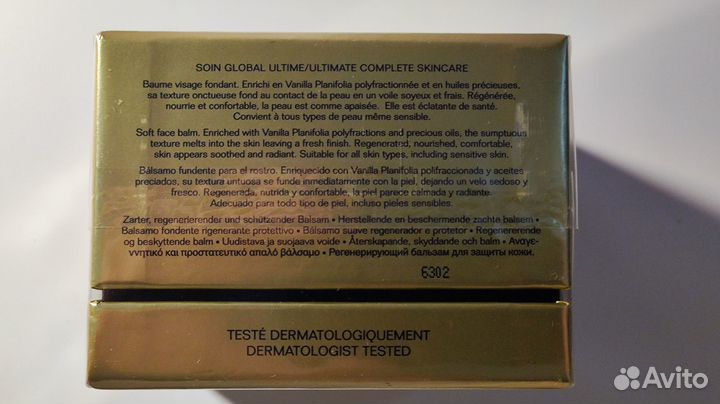 SOIN GLOBAL ULTIME/ULTIMATE COMPLETE SKINCARE
Baume visage fondant. Enrichi en Vanilla Planifolia polyfractionnée et en huiles précieuses,
sa texture onctueuse fond au contact de la peau en un voile soyeux et frais. Régénérée,
nourrie et confortable, la peau est comme apaisée. Elle est éclatante de santé.
Convient à tous types de peau même sensible.
Soft face balm. Enriched with Vanilla Planifolia polyfractions and precious oils, the sumptuous
texture melts into the skin leaving a fresh finish. Regenerated, nourished, comfortable,
skin appears soothed and radiant. Suitable for all skin types, including sensitive skin.
Bálsamo fundente para el rostro. Enriquecido con Vanilla Planifolia polifraccionada y aceites
preciados, su textura untuosa se funde inmediatamente con la piel, dejando un velo sedoso y
fresco. Regenerada, nutrida y confortable, la piel parece calmada y radiante.
Adecuado para todo tipo de piel, incluso pieles sensibles.
Zarter, regenerierender und schützender Balsam • Herstellende en beschermende zachte balsem •
Balsamo fondente rigenerante protettivo • Bálsamo suave regenerador e protetor • Regenererende
og beskyttende balm • Uudistava ja suojaava voide • Återskapande, skyddande och balm • Αναγε-
ννητικό και προστατευτικό απαλό βάλσαμο • Регенерирующий бальзам для защиты кожи.
6302
TESTÉ DERMATOLOGIQUEMENT
DERMATOLOGIST TESTED
Avito